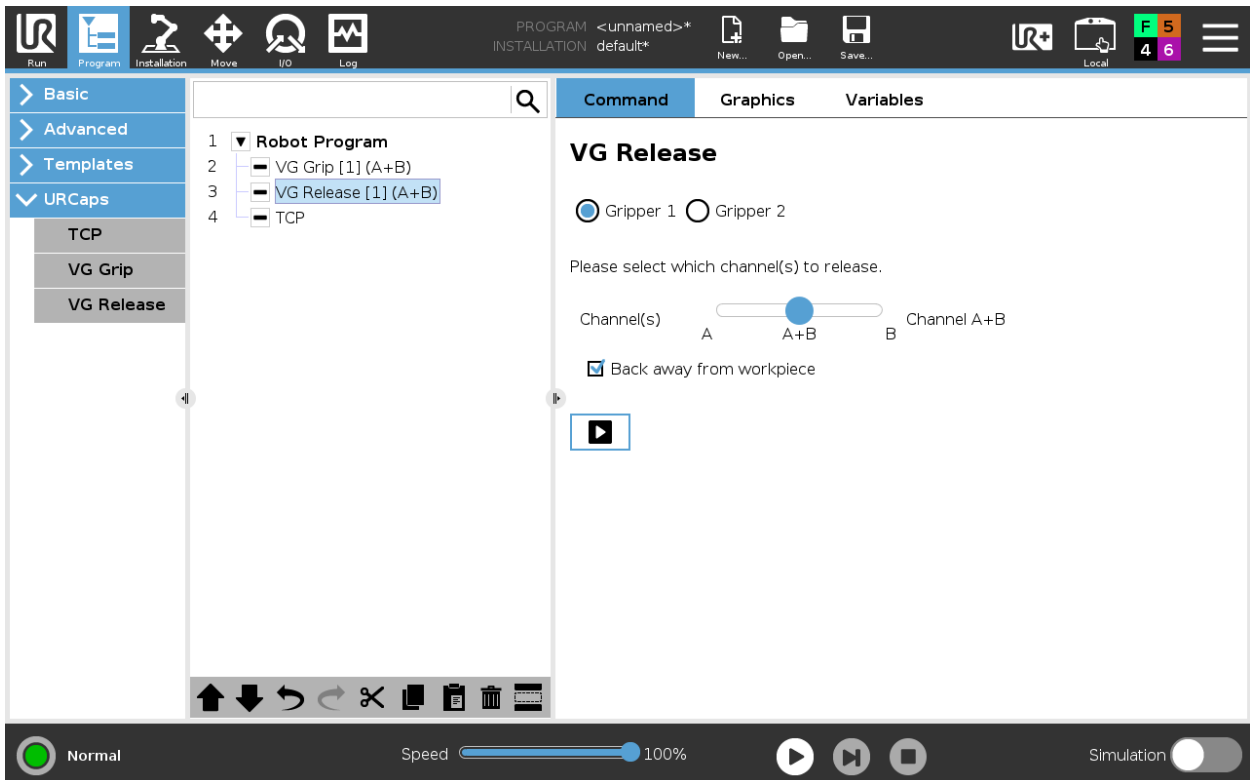 PROGRAM <unnamed>*
INSTALLATION default*
UR
Run
Program
Installation
Move
I/O
Log
New...
Open...
Save...
UR+
Local
F 5
4 6
Basic
Advanced
Templates
URCaps
TCP
VG Grip
VG Release
1 Robot Program
2 VG Grip [1] (A+B)
3 VG Release [1] (A+B)
4 TCP
Command Graphics Variables
VG Release
Gripper 1 Gripper 2
Please select which channel(s) to release.
Channel(s) Channel A+B
A A+B B
Back away from workpiece
Normal
Speed 100%
Simulation